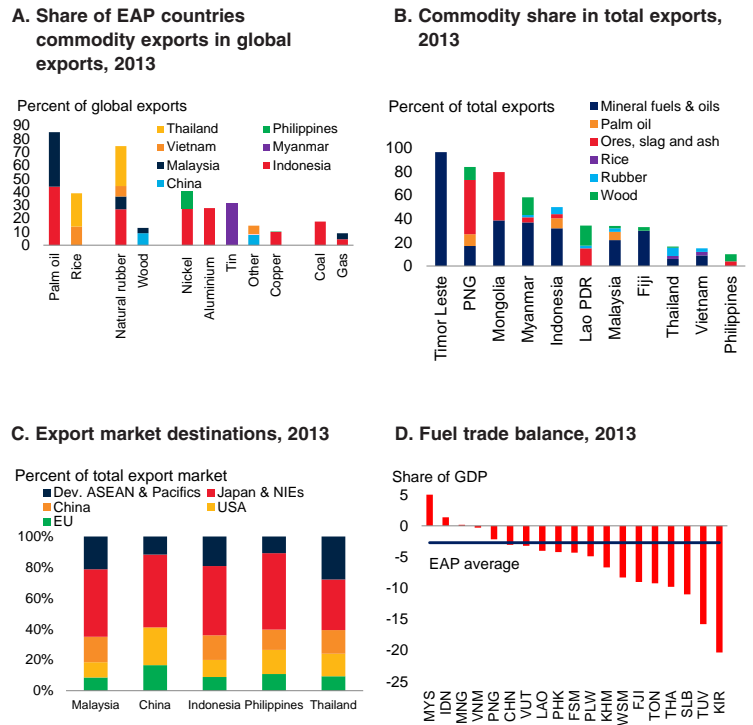 A. Share of EAP countries
commodity exports in global
exports, 2013
Percent of global exports
90
80
70
60
50
40
30
20
10
0
Thailand
Philippines
Vietnam
Myanmar
Malaysia
Indonesia
China
Palm oil
Rice
Natural rubber
Wood
Nickel
Aluminium
Tin
Other
Copper
Coal
Gas
B. Commodity share in total exports,
2013
Percent of total exports
100
80
60
40
20
0
Mineral fuels & oils
Palm oil
Ores, slag and ash
Rice
Rubber
Wood
Timor Leste
PNG
Mongolia
Myanmar
Indonesia
Lao PDR
Malaysia
Fiji
Thailand
Vietnam
Philippines
C. Export market destinations, 2013
Percent of total export market
Dev. ASEAN & Pacifics
Japan & NIEs
China
USA
EU
100%
80%
60%
40%
20%
0%
Malaysia
China
Indonesia
Philippines
Thailand
D. Fuel trade balance, 2013
Share of GDP
5
0
-5
-10
-15
-20
-25
EAP average
MYS
IDN
MNG
VNM
PNG
CHN
VUT
LAO
PHK
FSM
PLW
KHM
WSM
FJI
TON
THA
SLB
TUV
KIR